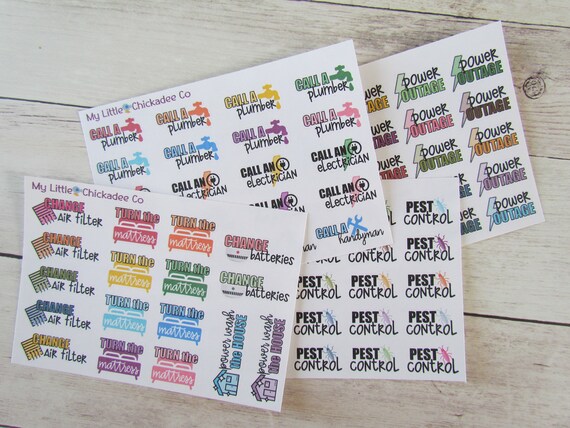 My Little Chickadee Co
CALL A plumber
CALL A plumber
CALL A plumber
CALL A plumber
CALL A plumber
CALL A plumber
CALL A plumber
CALL A plumber
CALL AN electrician
CALL AN electrician
CALL AN electrician
CALL AN electrician
CALL A handyman
power OUTAGE
power OUTAGE
power OUTAGE
power OUTAGE
power OUTAGE
power OUTAGE
power OUTAGE
power OUTAGE
My Little Chickadee Co
CHANGE air filter
CHANGE air filter
CHANGE air filter
CHANGE air filter
CHANGE air filter
TURN the mattress
TURN the mattress
TURN the mattress
TURN the mattress
TURN the mattress
TURN the mattress
TURN the mattress
TURN the mattress
CHANGE batteries
CHANGE batteries
power wash the HOUSE
power wash the HOUSE
PEST CONTROL
PEST CONTROL
PEST CONTROL
PEST CONTROL
PEST CONTROL
PEST CONTROL
PEST CONTROL
PEST CONTROL
PEST CONTROL
PEST CONTROL
PEST CONTROL
PEST CONTROL